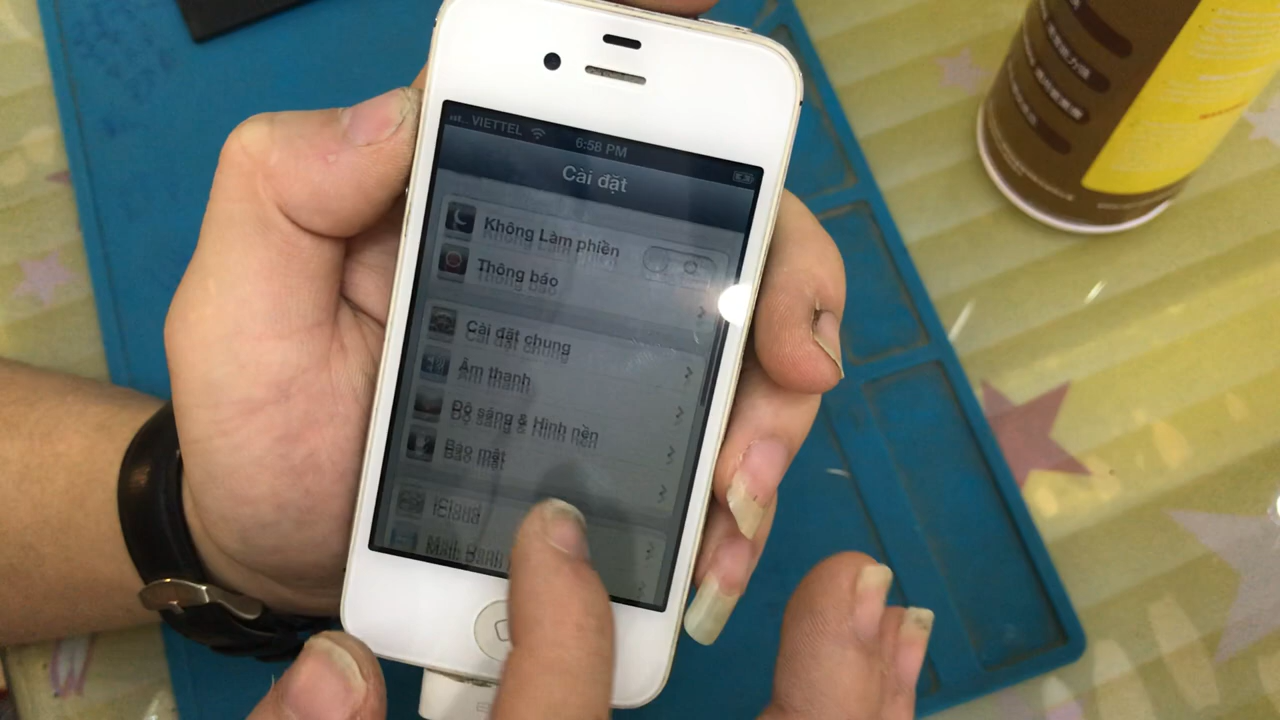 VIETTEL
6:58 PM
Cài đặt
Không Làm phiền
Thông báo
Cài đặt chung
Âm thanh
Độ sáng & Hình nền
Bảo mật
iCloud